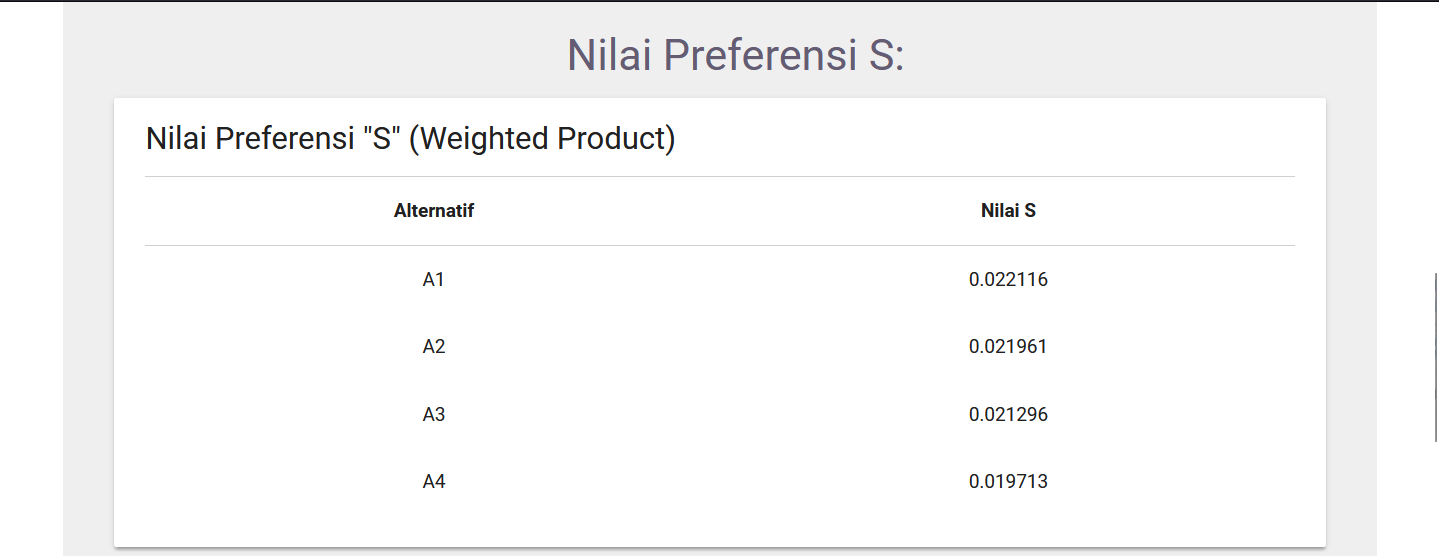 Nilai Preferensi S:
Nilai Preferensi "S" (Weighted Product)
Alternatif Nilai S
A1 0.022116
A2 0.021961
A3 0.021296
A4 0.019713